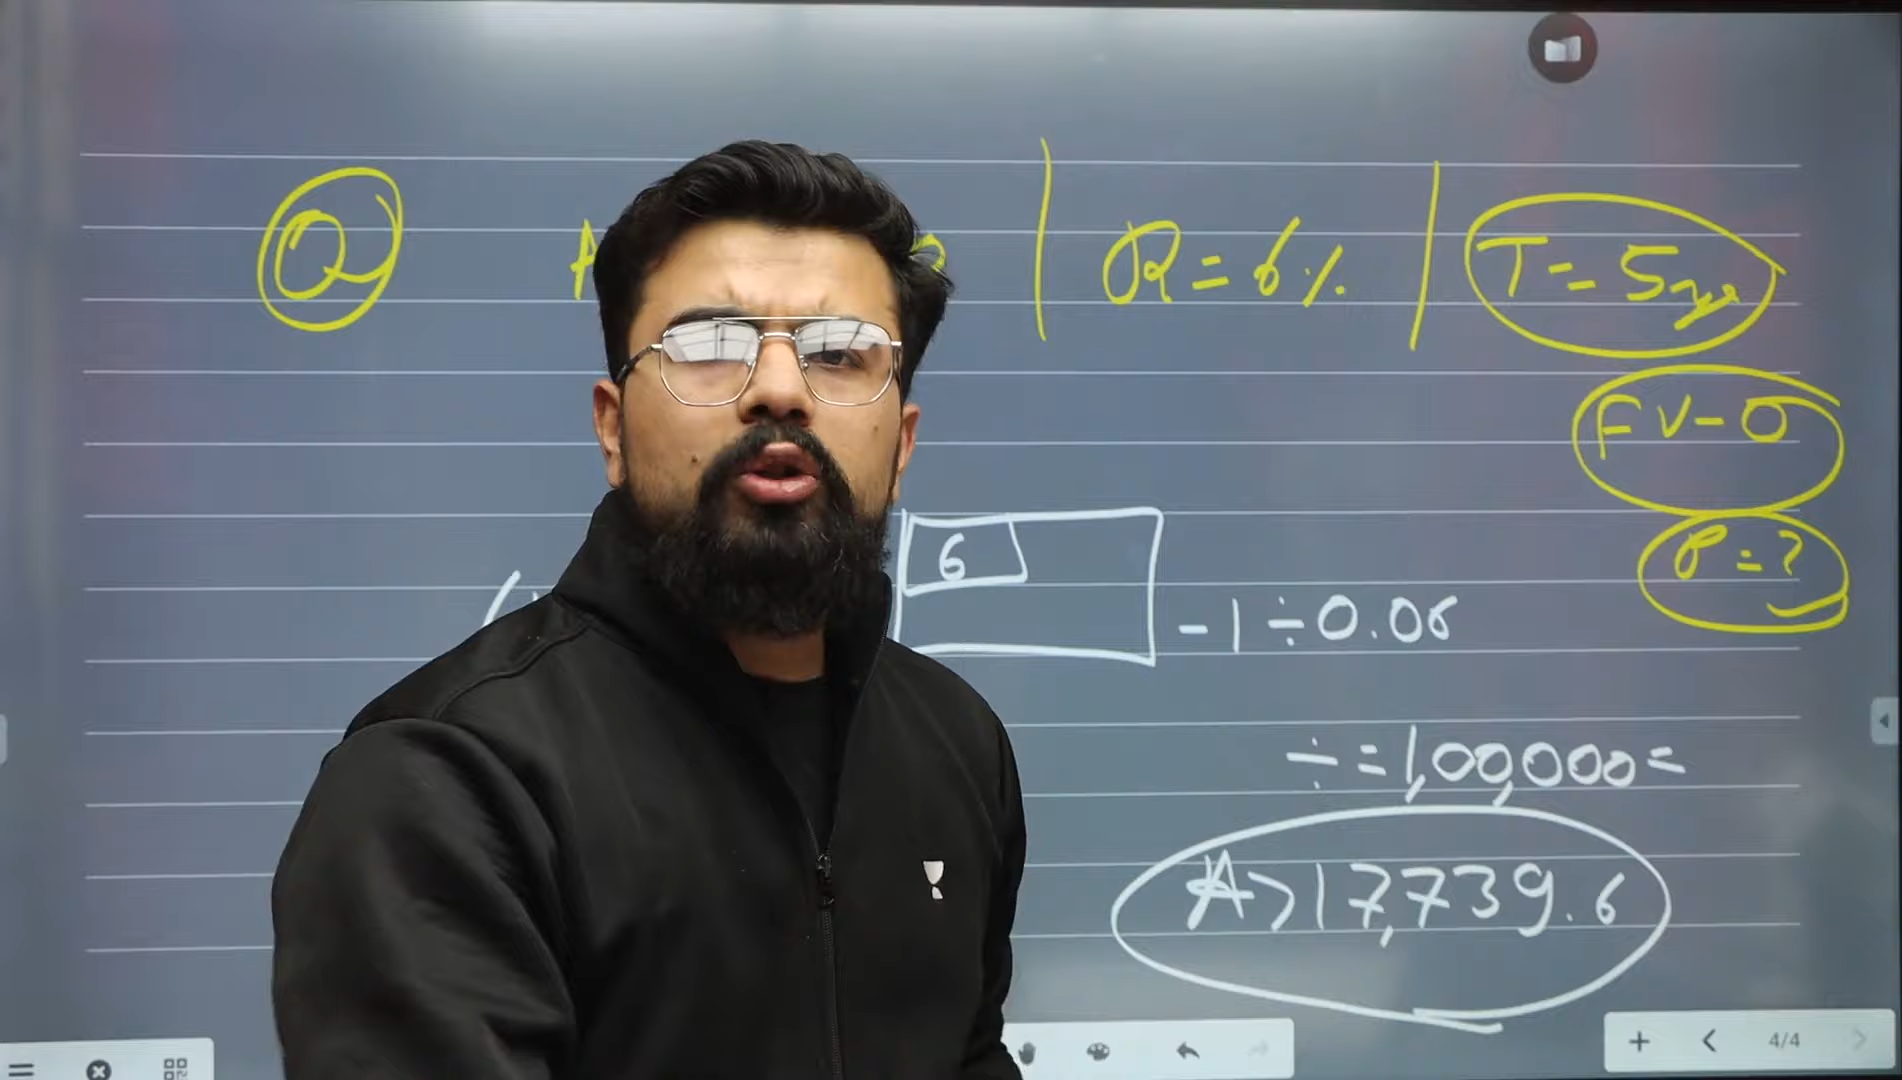 Q A | R = 6% | T = 5yr
FV - 0
P = ?
6
- 1 ÷ 0.06
÷ = 1,00,000 =
A > 17,739.6
4/4